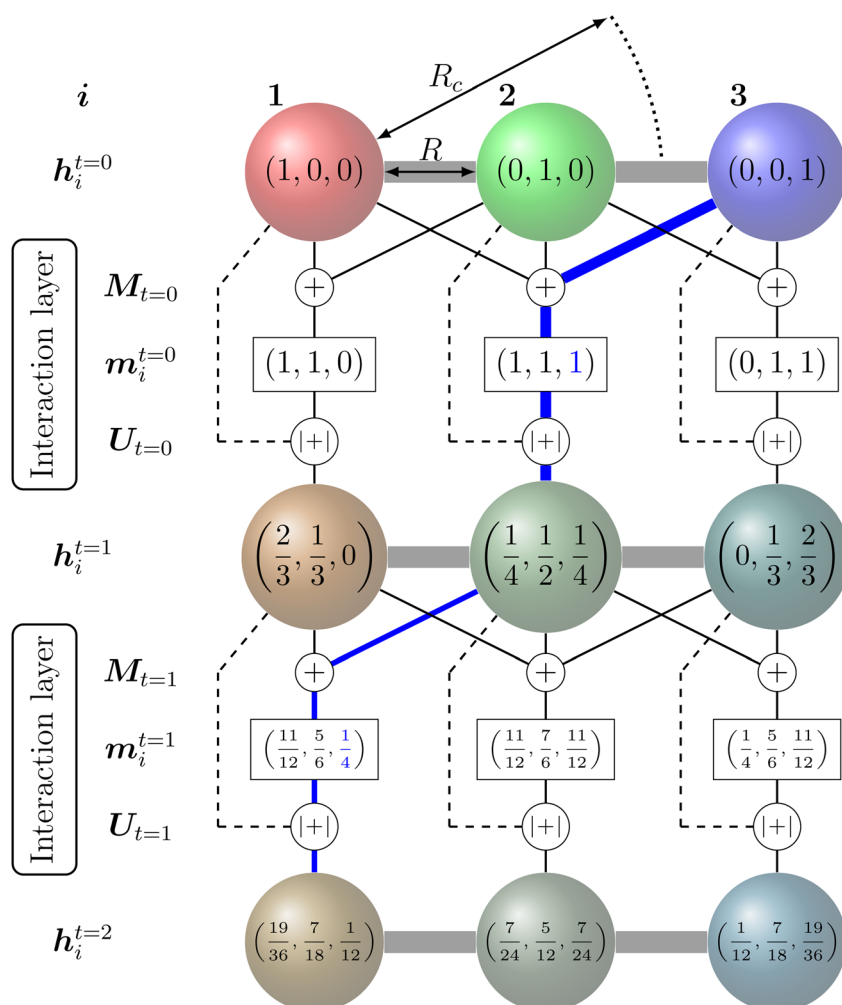 R_c
i 1 2 3
h_i^{t=0} (1, 0, 0) R (0, 1, 0) (0, 0, 1)
Interaction layer
M_{t=0} + + +
m_i^{t=0} (1, 1, 0) (1, 1, 1) (0, 1, 1)
U_{t=0} |+| |+| |+|
h_i^{t=1} (2/3, 1/3, 0) (1/4, 1/2, 1/4) (0, 1/3, 2/3)
Interaction layer
M_{t=1} + + +
m_i^{t=1} (11/12, 5/6, 1/4) (11/12, 7/6, 11/12) (1/4, 5/6, 11/12)
U_{t=1} |+| |+| |+|
h_i^{t=2} (19/36, 7/18, 1/12) (7/24, 5/12, 7/24) (1/12, 7/18, 19/36)